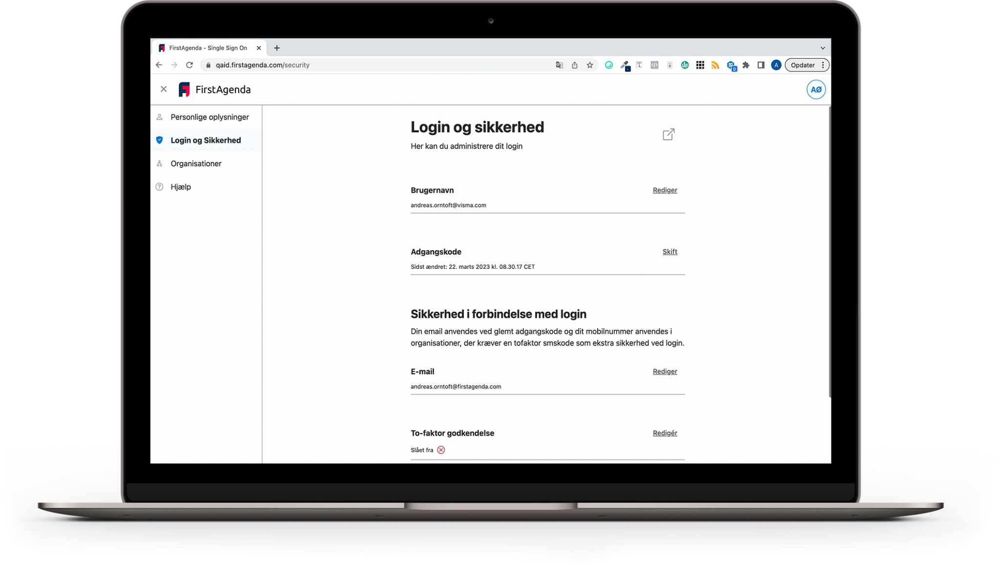 FirstAgenda - Single Sign On
qaid.firstagenda.com/security
A
Opdater
FirstAgenda
AØ
Personlige oplysninger
Login og Sikkerhed
Organisationer
Hjælp
Login og sikkerhed
Her kan du administrere dit login
Brugernavn
Rediger
andreas.orntoft@visma.com
Adgangskode
Skift
Sidst ændret: 22. marts 2023 kl. 08.30.17 CET
Sikkerhed i forbindelse med login
Din email anvendes ved glemt adgangskode og dit mobilnummer anvendes i
organisationer, der kræver en tofaktor smskode som ekstra sikkerhed ved login.
E-mail
Rediger
andreas.orntoft@firstagenda.com
To-faktor godkendelse
Redigér
Slået fra